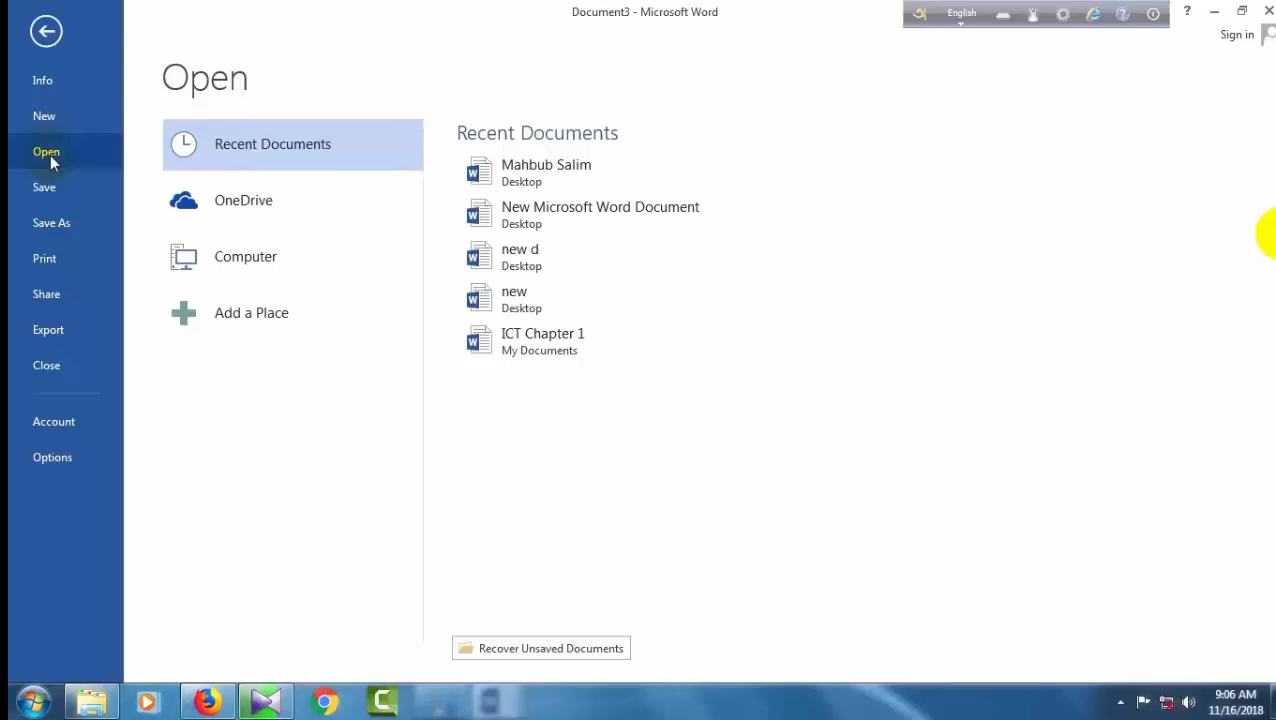 Document3 - Microsoft Word
English
?
Sign in
Info
New
Open
Save
Save As
Print
Share
Export
Close
Account
Options
Open
Recent Documents
OneDrive
Computer
Add a Place
Recent Documents
Mahbub Salim
Desktop
New Microsoft Word Document
Desktop
new d
Desktop
new
Desktop
ICT Chapter 1
My Documents
Recover Unsaved Documents
9:06 AM
11/16/2018